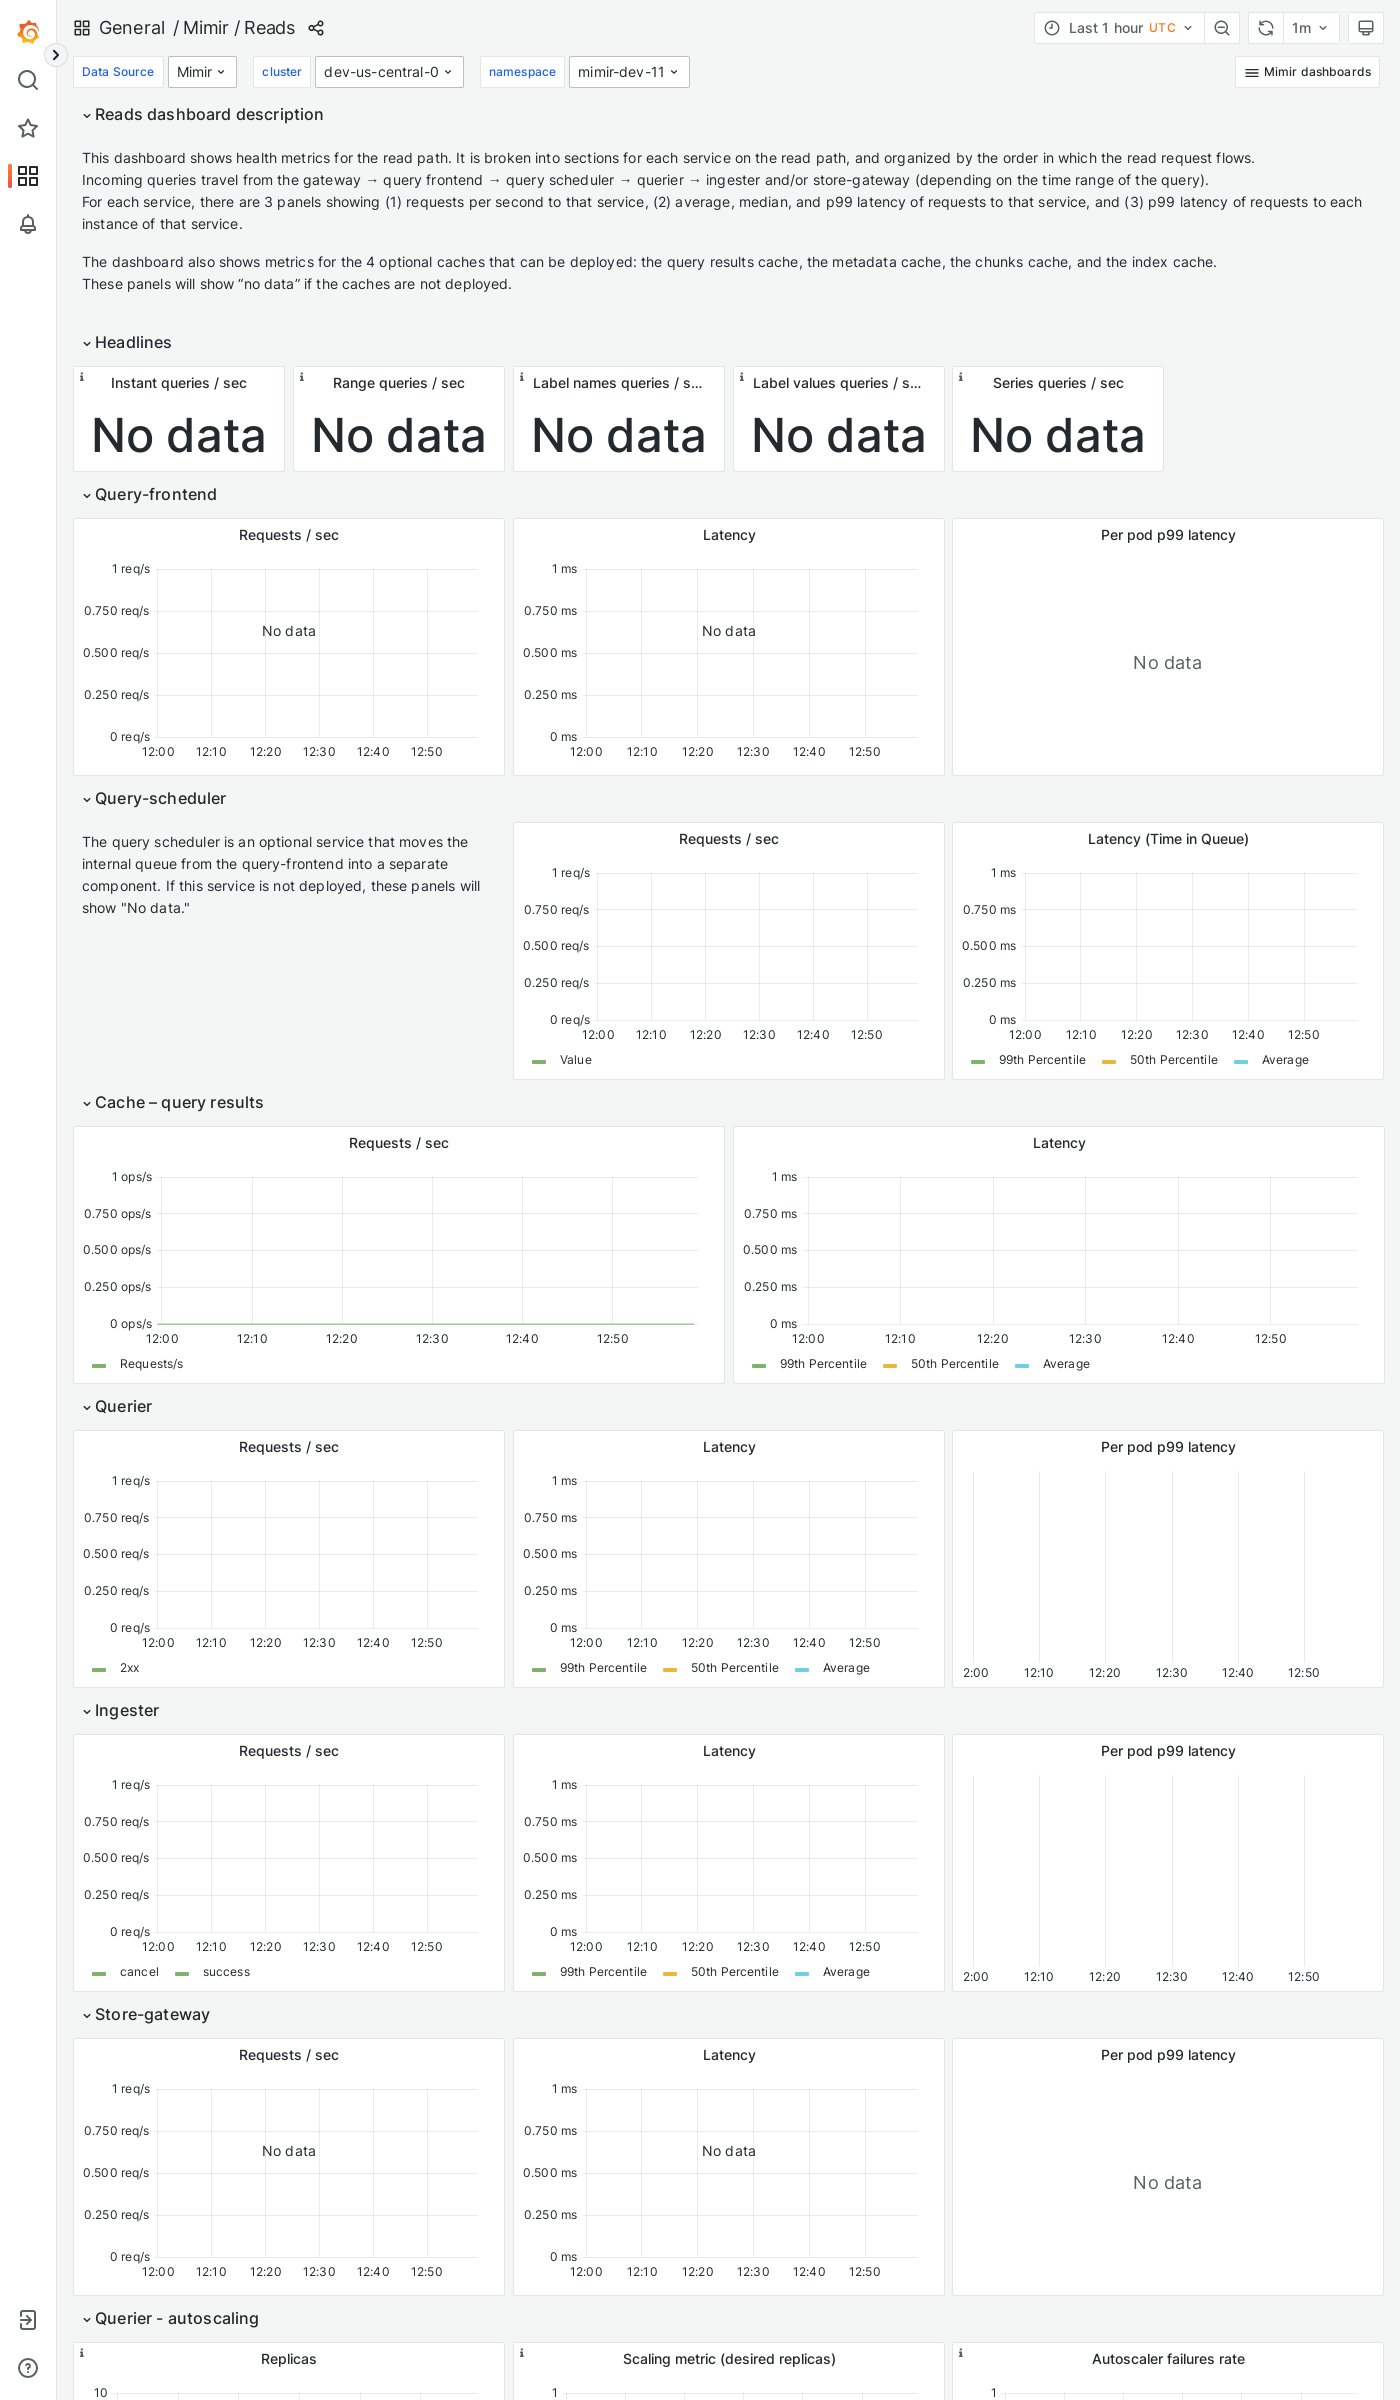 General / Mimir / Reads
Last 1 hour UTC
1m
Data Source Mimir cluster dev-us-central-0 namespace mimir-dev-11 Mimir dashboards
Reads dashboard description
This dashboard shows health metrics for the read path. It is broken into sections for each service on the read path, and organized by the order in which the read request flows.
Incoming queries travel from the gateway → query frontend → query scheduler → querier → ingester and/or store-gateway (depending on the time range of the query).
For each service, there are 3 panels showing (1) requests per second to that service, (2) average, median, and p99 latency of requests to that service, and (3) p99 latency of requests to each
instance of that service.
The dashboard also shows metrics for the 4 optional caches that can be deployed: the query results cache, the metadata cache, the chunks cache, and the index cache.
These panels will show “no data” if the caches are not deployed.
Headlines
Instant queries / sec
No data
Range queries / sec
No data
Label names queries / s...
No data
Label values queries / s...
No data
Series queries / sec
No data
Query-frontend
Requests / sec
1 req/s
0.750 req/s
No data
0.500 req/s
0.250 req/s
0 req/s
12:00 12:10 12:20 12:30 12:40 12:50
Latency
1 ms
0.750 ms
No data
0.500 ms
0.250 ms
0 ms
12:00 12:10 12:20 12:30 12:40 12:50
Per pod p99 latency
No data
Query-scheduler
The query scheduler is an optional service that moves the
internal queue from the query-frontend into a separate
component. If this service is not deployed, these panels will
show "No data."
Requests / sec
1 req/s
0.750 req/s
0.500 req/s
0.250 req/s
0 req/s
12:00 12:10 12:20 12:30 12:40 12:50
Value
Latency (Time in Queue)
1 ms
0.750 ms
0.500 ms
0.250 ms
0 ms
12:00 12:10 12:20 12:30 12:40 12:50
99th Percentile 50th Percentile Average
Cache – query results
Requests / sec
1 ops/s
0.750 ops/s
0.500 ops/s
0.250 ops/s
0 ops/s
12:00 12:10 12:20 12:30 12:40 12:50
Requests/s
Latency
1 ms
0.750 ms
0.500 ms
0.250 ms
0 ms
12:00 12:10 12:20 12:30 12:40 12:50
99th Percentile 50th Percentile Average
Querier
Requests / sec
1 req/s
0.750 req/s
0.500 req/s
0.250 req/s
0 req/s
12:00 12:10 12:20 12:30 12:40 12:50
2xx
Latency
1 ms
0.750 ms
0.500 ms
0.250 ms
0 ms
12:00 12:10 12:20 12:30 12:40 12:50
99th Percentile 50th Percentile Average
Per pod p99 latency
2:00 12:10 12:20 12:30 12:40 12:50
Ingester
Requests / sec
1 req/s
0.750 req/s
0.500 req/s
0.250 req/s
0 req/s
12:00 12:10 12:20 12:30 12:40 12:50
cancel success
Latency
1 ms
0.750 ms
0.500 ms
0.250 ms
0 ms
12:00 12:10 12:20 12:30 12:40 12:50
99th Percentile 50th Percentile Average
Per pod p99 latency
2:00 12:10 12:20 12:30 12:40 12:50
Store-gateway
Requests / sec
1 req/s
0.750 req/s
No data
0.500 req/s
0.250 req/s
0 req/s
12:00 12:10 12:20 12:30 12:40 12:50
Latency
1 ms
0.750 ms
No data
0.500 ms
0.250 ms
0 ms
12:00 12:10 12:20 12:30 12:40 12:50
Per pod p99 latency
No data
Querier - autoscaling
Replicas
10
Scaling metric (desired replicas)
1
Autoscaler failures rate
1